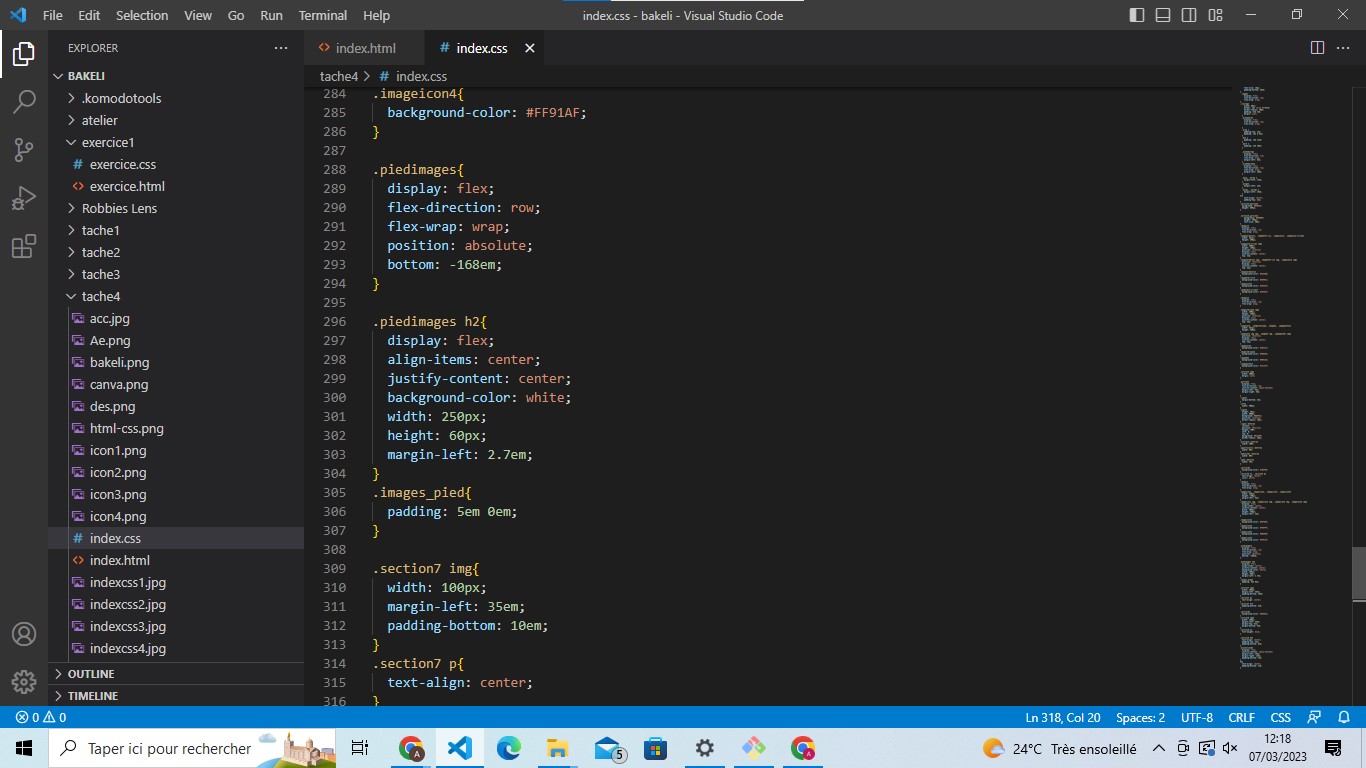 File Edit Selection View Go Run Terminal Help
index.css - bakeli - Visual Studio Code
EXPLORER
BAKELI
.komodotools
atelier
exercice1
exercice.css
exercice.html
Robbies Lens
tache1
tache2
tache3
tache4
acc.jpg
Ae.png
bakeli.png
canva.png
des.png
html-css.png
icon1.png
icon2.png
icon3.png
icon4.png
index.css
index.html
indexcss1.jpg
indexcss2.jpg
indexcss3.jpg
indexcss4.jpg
OUTLINE
TIMELINE
index.html
index.css
tache4 > # index.css
284 .imageicon4{
285 background-color: #FF91AF;
286 }
287
288 .piedimages{
289 display: flex;
290 flex-direction: row;
291 flex-wrap: wrap;
292 position: absolute;
293 bottom: -168em;
294 }
295
296 .piedimages h2{
297 display: flex;
298 align-items: center;
299 justify-content: center;
300 background-color: white;
301 width: 250px;
302 height: 60px;
303 margin-left: 2.7em;
304 }
305 .images_pied{
306 padding: 5em 0em;
307 }
308
309 .section7 img{
310 width: 100px;
311 margin-left: 35em;
312 padding-bottom: 10em;
313 }
314 .section7 p{
315 text-align: center;
316 }
0 0
Ln 318, Col 20 Spaces: 2 UTF-8 CRLF CSS
Taper ici pour rechercher
5
24°C Très ensoleillé
12:18
07/03/2023